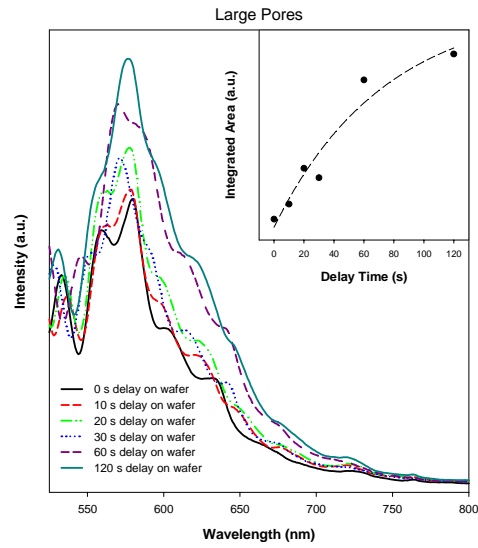 Large Pores
Intensity (a.u.)
Integrated Area (a.u.)
0 20 40 60 80 100 120
Delay Time (s)
0 s delay on wafer
10 s delay on wafer
20 s delay on wafer
30 s delay on wafer
60 s delay on wafer
120 s delay on wafer
550 600 650 700 750 800
Wavelength (nm)